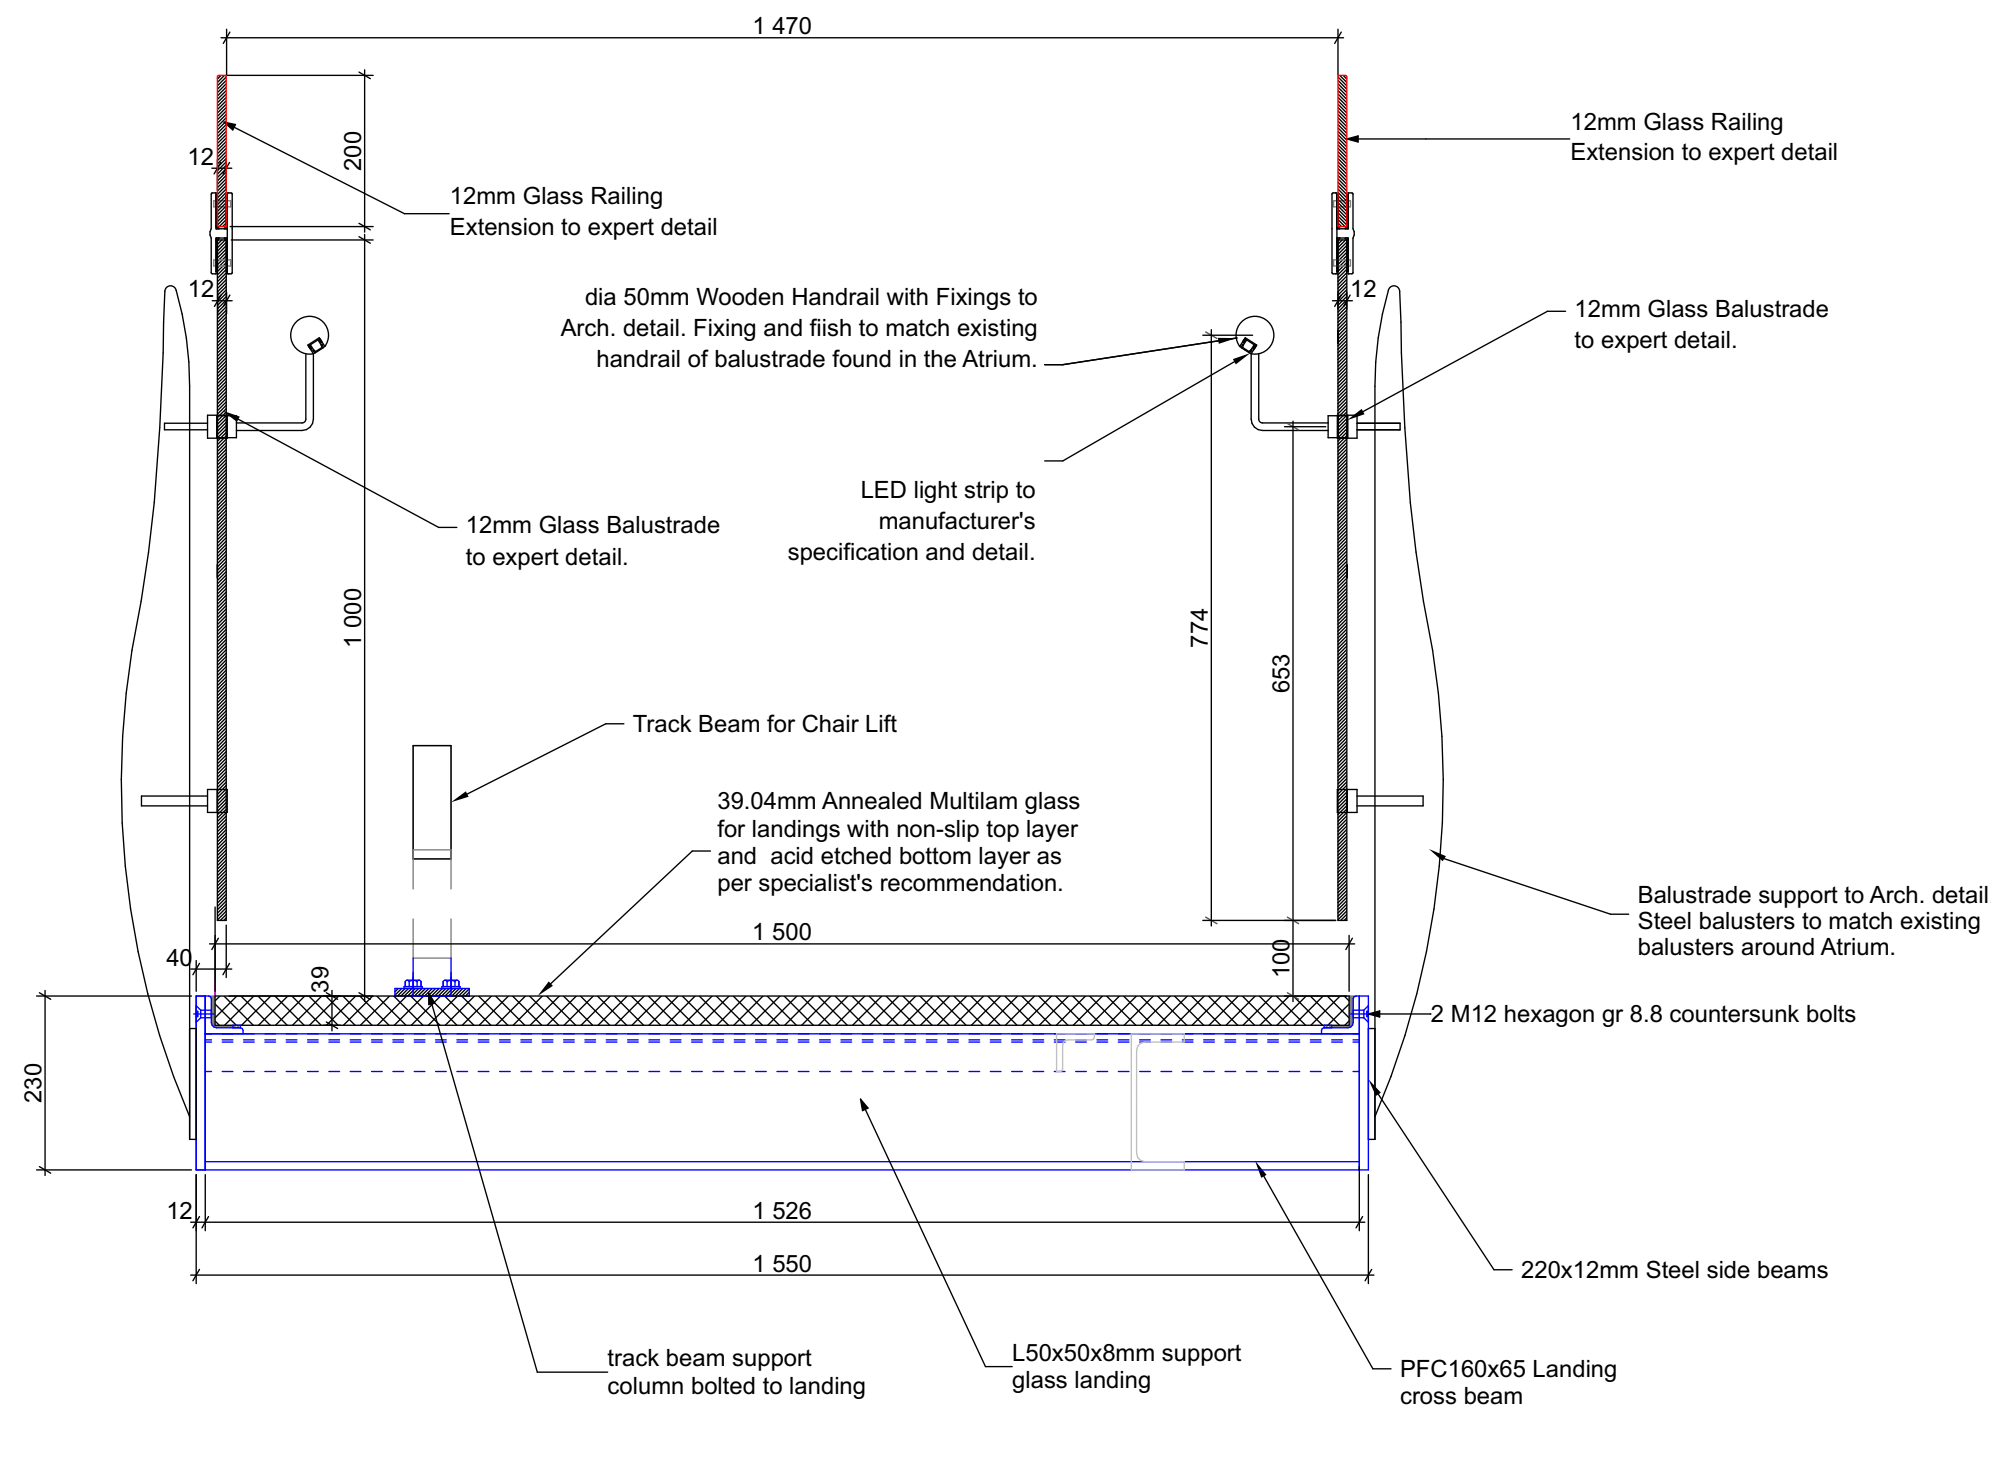 1 470
12mm Glass Railing
Extension to expert detail
200
12
12mm Glass Railing
Extension to expert detail
12
12
dia 50mm Wooden Handrail with Fixings to
Arch. detail. Fixing and fiish to match existing
handrail of balustrade found in the Atrium.
12mm Glass Balustrade
to expert detail.
LED light strip to
manufacturer's
specification and detail.
12mm Glass Balustrade
to expert detail.
1 000
774
653
Track Beam for Chair Lift
39.04mm Annealed Multilam glass
for landings with non-slip top layer
and  acid etched bottom layer as
per specialist's recommendation.
Balustrade support to Arch. detail
Steel balusters to match existing
balusters around Atrium.
1 500
40
39
100
2 M12 hexagon gr 8.8 countersunk bolts
230
12
1 526
1 550
220x12mm Steel side beams
track beam support
column bolted to landing
L50x50x8mm support
glass landing
PFC160x65 Landing
cross beam